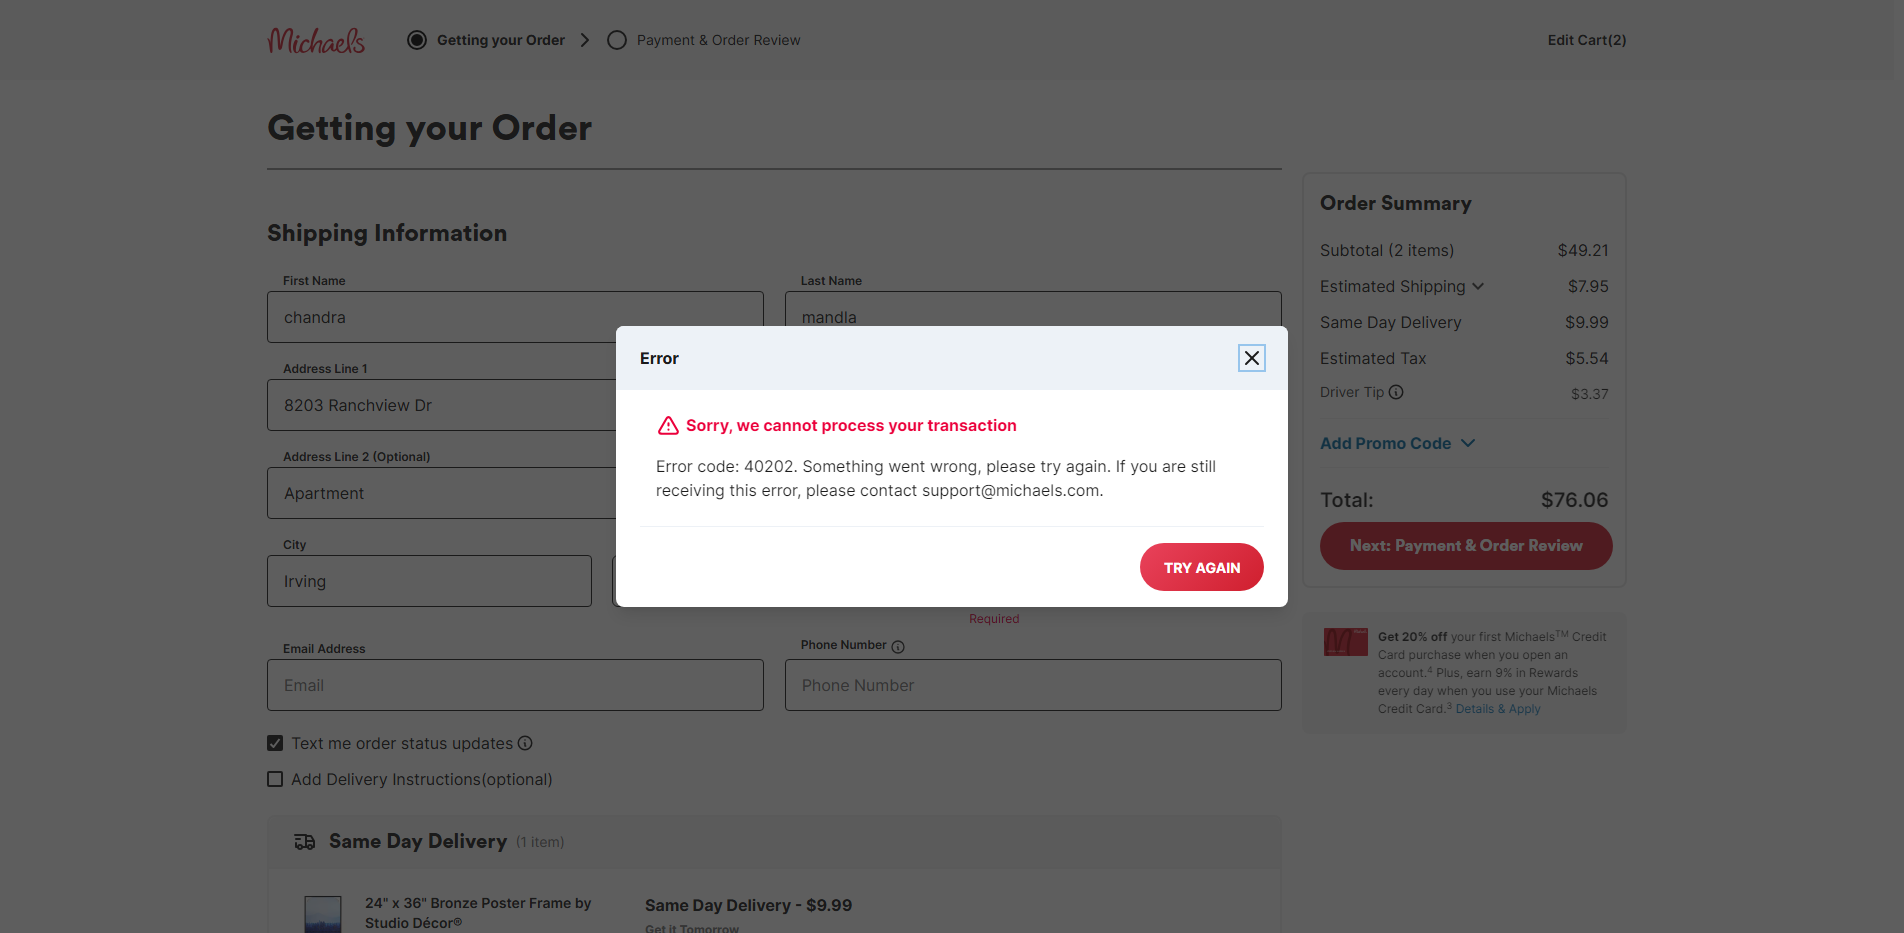 Michaels
Getting your Order
Payment & Order Review
Edit Cart(2)
Getting your Order
Shipping Information
First Name
Last Name
chandra
mandla
Address Line 1
8203 Ranchview Dr
Address Line 2 (Optional)
Apartment
City
Irving
Required
Email Address
Phone Number
Email
Phone Number
Text me order status updates
Add Delivery Instructions(optional)
Same Day Delivery (1 item)
24" x 36" Bronze Poster Frame by
Studio Décor®
Same Day Delivery - $9.99
Get it Tomorrow
Error
Sorry, we cannot process your transaction
Error code: 40202. Something went wrong, please try again. If you are still
receiving this error, please contact support@michaels.com.
TRY AGAIN
Order Summary
Subtotal (2 items) $49.21
Estimated Shipping $7.95
Same Day Delivery $9.99
Estimated Tax $5.54
Driver Tip $3.37
Add Promo Code
Total: $76.06
Next: Payment & Order Review
Get 20% off your first Michaels™ Credit
Card purchase when you open an
account.⁴ Plus, earn 9% in Rewards
every day when you use your Michaels
Credit Card.³ Details & Apply